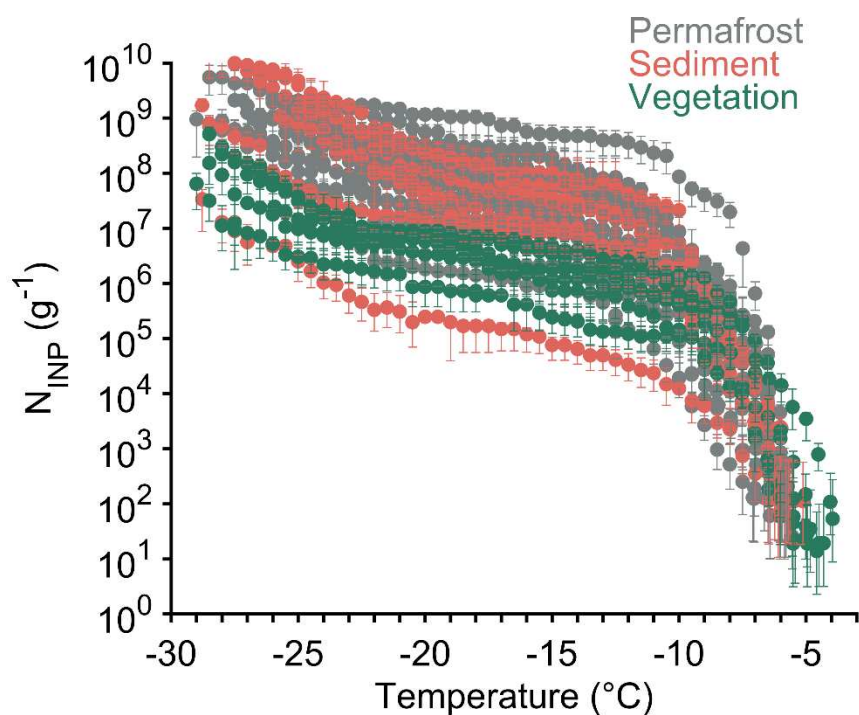 Permafrost
Sediment
Vegetation
10^10
10^9
10^8
10^7
10^6
10^5
10^4
10^3
10^2
10^1
10^0
N_INP (g^-1)
-30 -25 -20 -15 -10 -5
Temperature (°C)